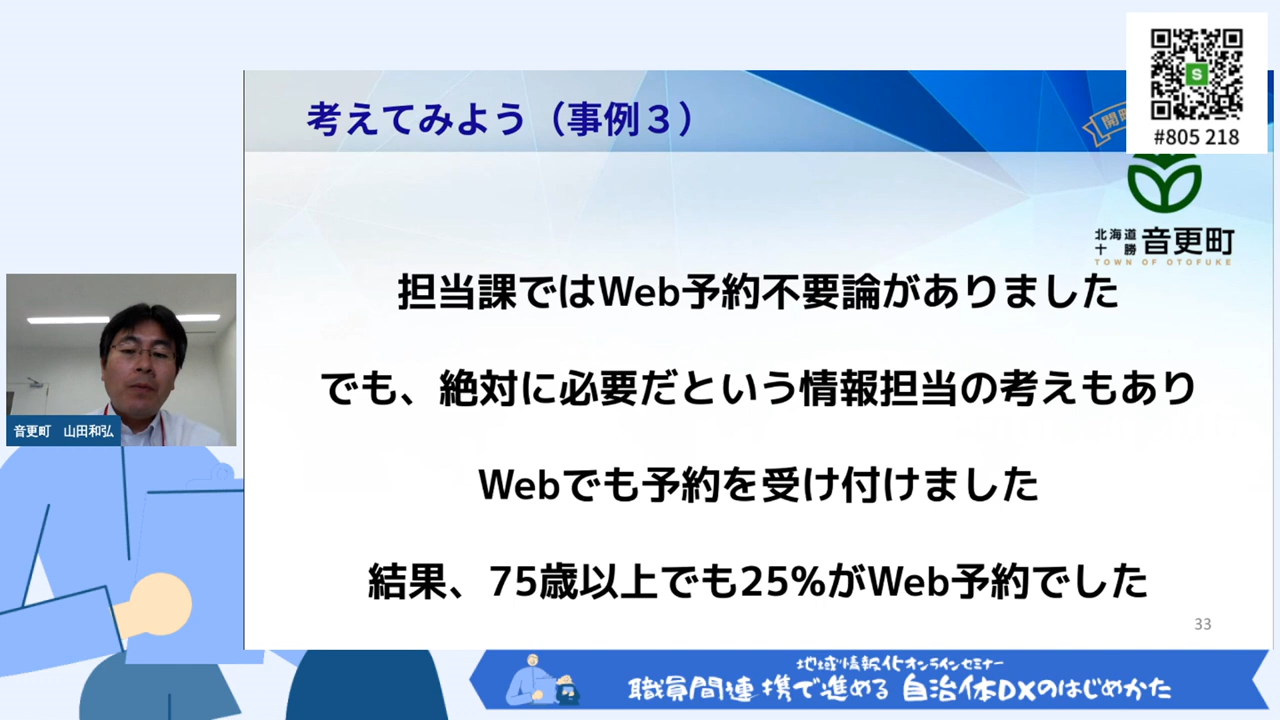 #805 218
考えてみよう（事例３）
開町
北海道
十勝
音更町
TOWN OF OTOFUKE
担当課ではWeb予約不要論がありました
でも、絶対に必要だという情報担当の考えもあり
Webでも予約を受け付けました
結果、75歳以上でも25%がWeb予約でした
33
音更町　山田和弘
地域情報化オンラインセミナー
職員間連携で進める 自治体DXのはじめかた